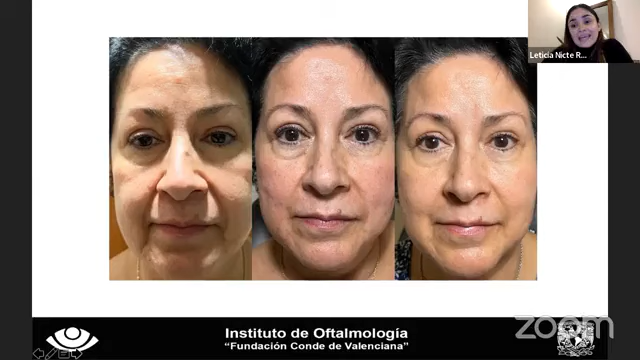 Leticia Nicte R...
Instituto de Oftalmología
“Fundación Conde de Valenciana”
zoom